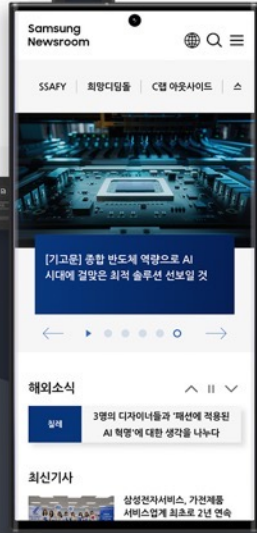 Samsung
Newsroom
SSAFY 희망디딤돌 C랩 아웃사이드 스
[기고문] 종합 반도체 역량으로 AI
시대에 걸맞은 최적 솔루션 선보일 것
해외소식
칠레
3명의 디자이너들과 '패션에 적용된
AI 혁명'에 대한 생각을 나누다
최신기사
삼성전자서비스, 가전제품
서비스업계 최초로 2년 연속